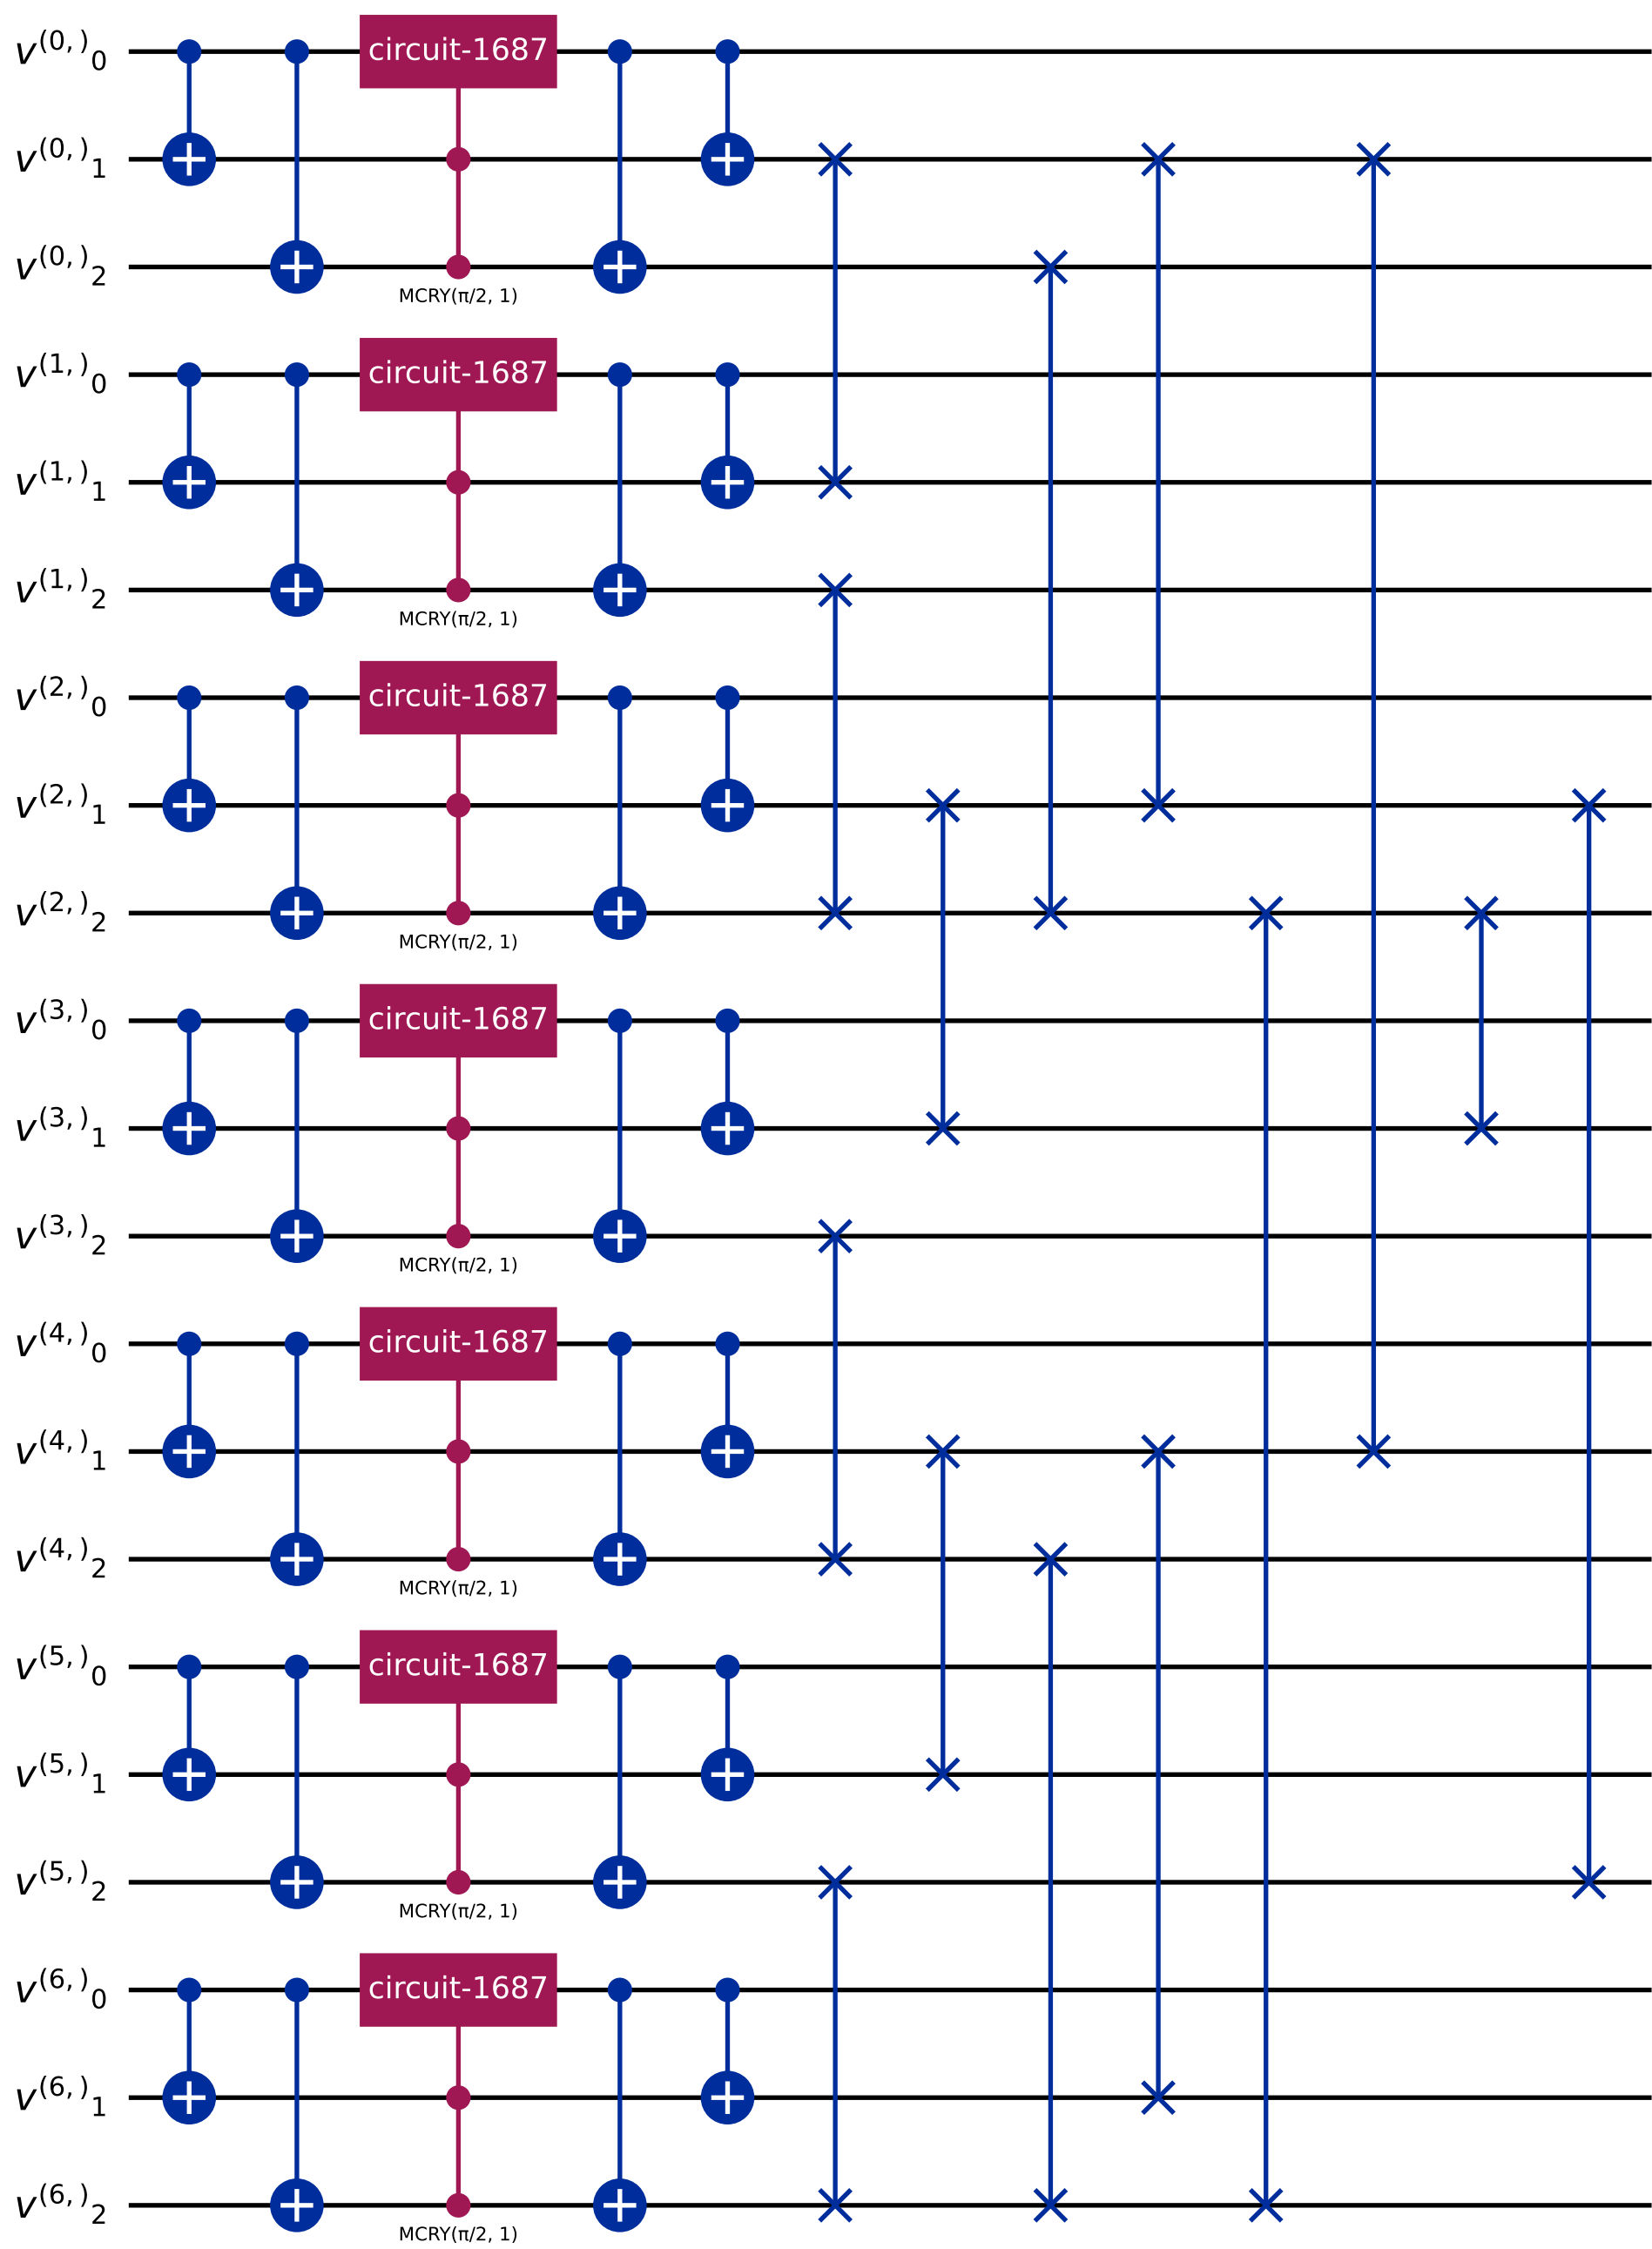 v^(0,)_0 circuit-1687
v^(0,)_1
v^(0,)_2
MCRY(π/2, 1)
v^(1,)_0 circuit-1687
v^(1,)_1
v^(1,)_2
MCRY(π/2, 1)
v^(2,)_0 circuit-1687
v^(2,)_1
v^(2,)_2
MCRY(π/2, 1)
v^(3,)_0 circuit-1687
v^(3,)_1
v^(3,)_2
MCRY(π/2, 1)
v^(4,)_0 circuit-1687
v^(4,)_1
v^(4,)_2
MCRY(π/2, 1)
v^(5,)_0 circuit-1687
v^(5,)_1
v^(5,)_2
MCRY(π/2, 1)
v^(6,)_0 circuit-1687
v^(6,)_1
v^(6,)_2
MCRY(π/2, 1)